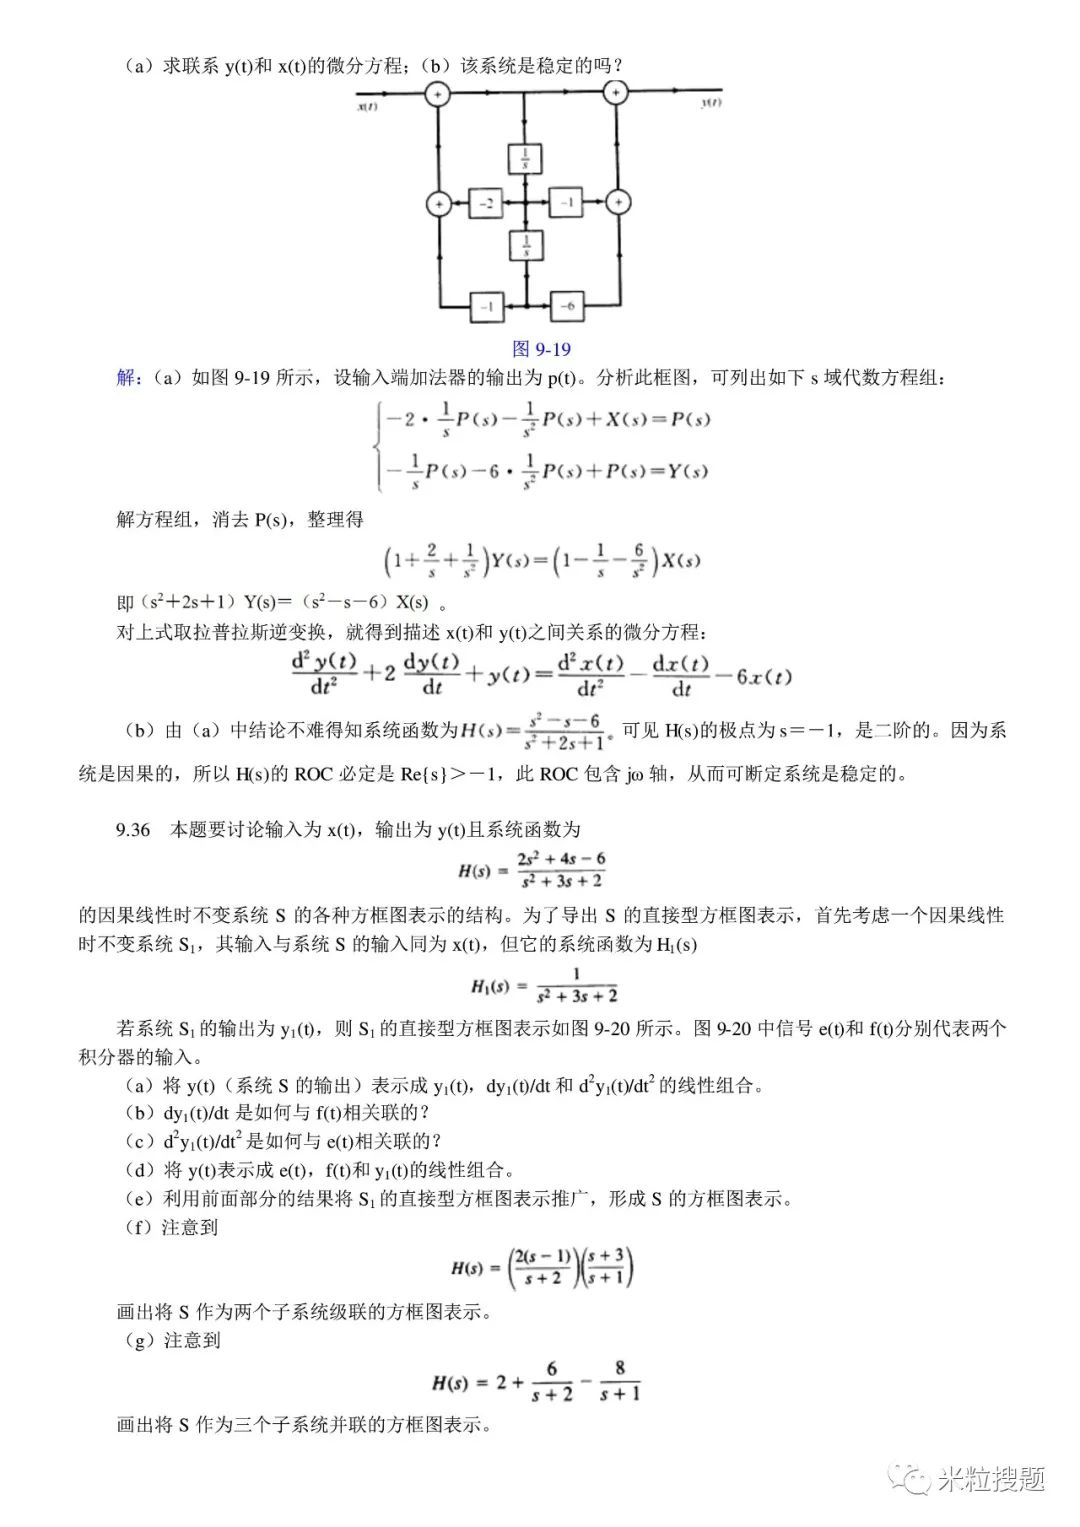 （a）求联系 y(t)和 x(t)的微分方程；（b）该系统是稳定的吗？
x(t) + + y(t)
1/s
+ -2 -1 +
1/s
-1 -6
图 9-19
解：（a）如图 9-19 所示，设输入端加法器的输出为 p(t)。分析此框图，可列出如下 s 域代数方程组：
-2 · 1/s P(s) - 1/s² P(s) + X(s) = P(s)
- 1/s P(s) - 6 · 1/s² P(s) + P(s) = Y(s)
解方程组，消去 P(s)，整理得
(1 + 2/s + 1/s²)Y(s) = (1 - 1/s - 6/s²)X(s)
即（s²＋2s＋1）Y(s)＝（s²－s－6）X(s) 。
对上式取拉普拉斯逆变换，就得到描述 x(t)和 y(t)之间关系的微分方程：
d²y(t)/dt² + 2 dy(t)/dt + y(t) = d²x(t)/dt² - dx(t)/dt - 6x(t)
（b）由（a）中结论不难得知系统函数为H(s) = (s²-s-6)/(s²+2s+1)。可见 H(s)的极点为 s＝－1，是二阶的。因为系
统是因果的，所以 H(s)的 ROC 必定是 Re{s}＞－1，此 ROC 包含 jω 轴，从而可断定系统是稳定的。
9.36 本题要讨论输入为 x(t)，输出为 y(t)且系统函数为
H(s) = (2s² + 4s - 6)/(s² + 3s + 2)
的因果线性时不变系统 S 的各种方框图表示的结构。为了导出 S 的直接型方框图表示，首先考虑一个因果线性
时不变系统 S₁，其输入与系统 S 的输入同为 x(t)，但它的系统函数为 H₁(s)
H₁(s) = 1/(s² + 3s + 2)
若系统 S₁ 的输出为 y₁(t)，则 S₁ 的直接型方框图表示如图 9-20 所示。图 9-20 中信号 e(t)和 f(t)分别代表两个
积分器的输入。
（a）将 y(t)（系统 S 的输出）表示成 y₁(t)，dy₁(t)/dt 和 d²y₁(t)/dt² 的线性组合。
（b）dy₁(t)/dt 是如何与 f(t)相关联的？
（c）d²y₁(t)/dt² 是如何与 e(t)相关联的？
（d）将 y(t)表示成 e(t)，f(t)和 y₁(t)的线性组合。
（e）利用前面部分的结果将 S₁ 的直接型方框图表示推广，形成 S 的方框图表示。
（f）注意到
H(s) = (2(s - 1)/(s + 2))((s + 3)/(s + 1))
画出将 S 作为两个子系统级联的方框图表示。
（g）注意到
H(s) = 2 + 6/(s + 2) - 8/(s + 1)
画出将 S 作为三个子系统并联的方框图表示。
米粒搜题